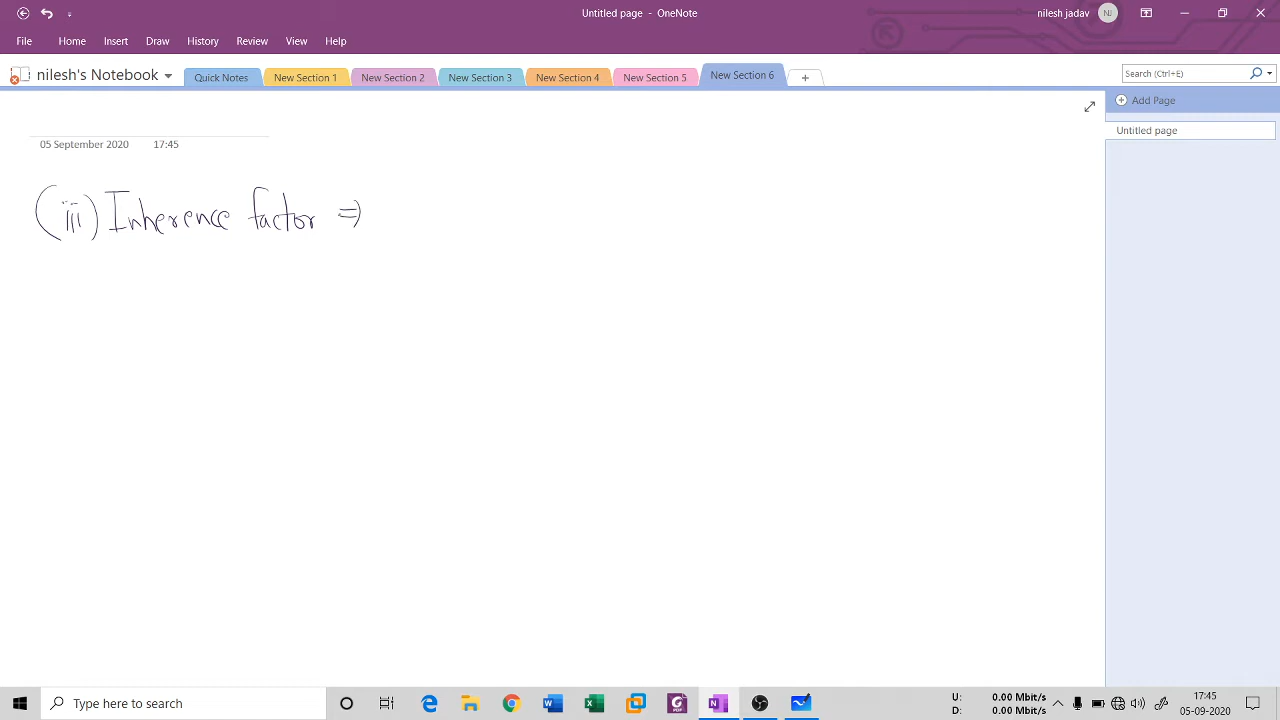 Untitled page - OneNote
nilesh jadav
NJ
File Home Insert Draw History Review View Help
nilesh's Notebook
Quick Notes
New Section 1
New Section 2
New Section 3
New Section 4
New Section 5
New Section 6
Search (Ctrl+E)
Add Page
Untitled page
05 September 2020 17:45
(iii) Inherence factor ⇒
Type here to search
U: 0.00 Mbit/s
D: 0.00 Mbit/s
17:45
05-09-2020